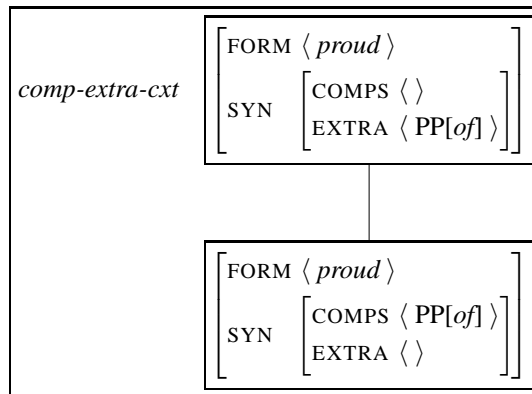 FORM ⟨ proud ⟩
comp-extra-cxt
COMPS ⟨ ⟩
SYN
EXTRA ⟨ PP[of] ⟩
FORM ⟨ proud ⟩
COMPS ⟨ PP[of] ⟩
SYN
EXTRA ⟨ ⟩